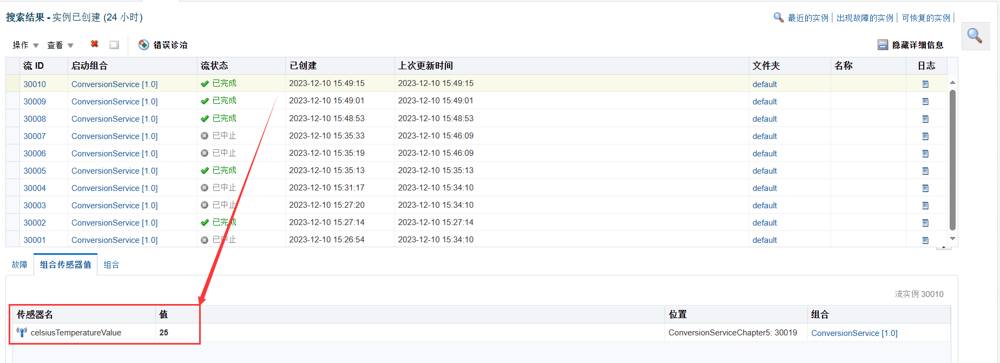 搜索结果 - 实例已创建 (24 小时)
最近的实例 出现故障的实例 可恢复的实例
操作 查看 错误诊治 隐藏详细信息
流 ID 启动组合 流状态 已创建 上次更新时间 文件夹 名称 日志
30010 ConversionService [1.0] 已完成 2023-12-10 15:49:15 2023-12-10 15:49:15 default
30009 ConversionService [1.0] 已完成 2023-12-10 15:49:01 2023-12-10 15:49:01 default
30008 ConversionService [1.0] 已完成 2023-12-10 15:48:53 2023-12-10 15:48:53 default
30007 ConversionService [1.0] 已中止 2023-12-10 15:35:33 2023-12-10 15:46:09 default
30006 ConversionService [1.0] 已中止 2023-12-10 15:35:19 2023-12-10 15:46:09 default
30005 ConversionService [1.0] 已完成 2023-12-10 15:35:13 2023-12-10 15:35:13 default
30004 ConversionService [1.0] 已中止 2023-12-10 15:31:17 2023-12-10 15:34:10 default
30003 ConversionService [1.0] 已中止 2023-12-10 15:27:20 2023-12-10 15:34:10 default
30002 ConversionService [1.0] 已完成 2023-12-10 15:27:14 2023-12-10 15:27:14 default
30001 ConversionService [1.0] 已中止 2023-12-10 15:26:54 2023-12-10 15:34:10 default
故障 组合传感器值 组合
流实例 30010
传感器名 值 位置 组合
celsiusTemperatureValue 25 ConversionServiceChapter5: 30019 ConversionService [1.0]